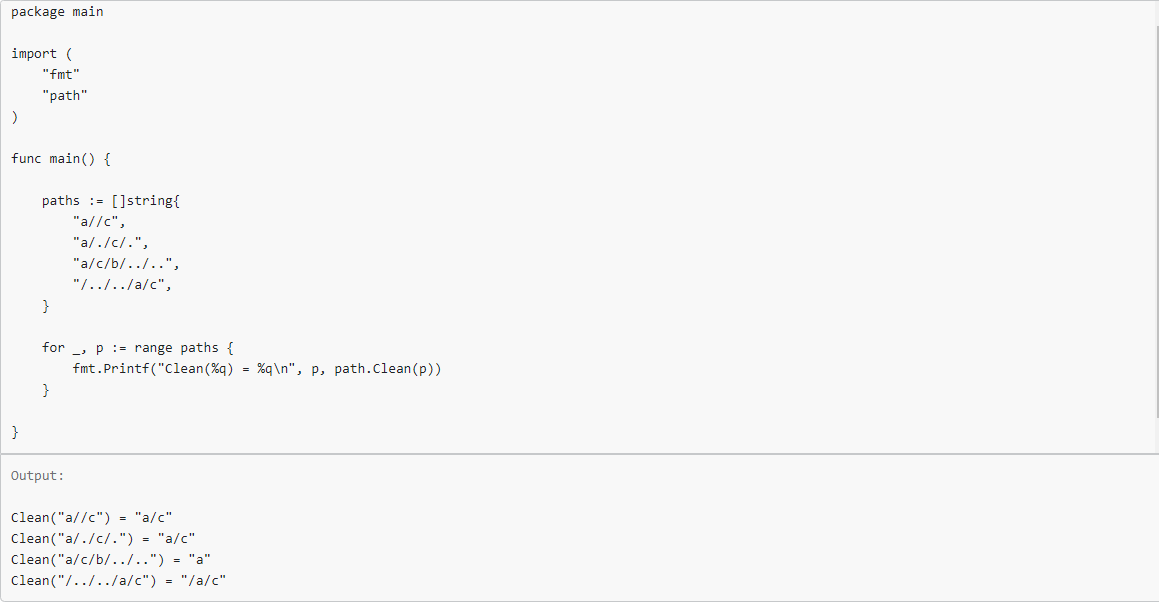 package main
import (
"fmt"
"path"
)
func main() {
paths := []string{
"a//c",
"a/./c/.",
"a/c/b/../..",
"/../../a/c",
}
for _, p := range paths {
fmt.Printf("Clean(%q) = %q\n", p, path.Clean(p))
}
}
Output:
Clean("a//c") = "a/c"
Clean("a/./c/.") = "a/c"
Clean("a/c/b/../..") = "a"
Clean("/../../a/c") = "/a/c"